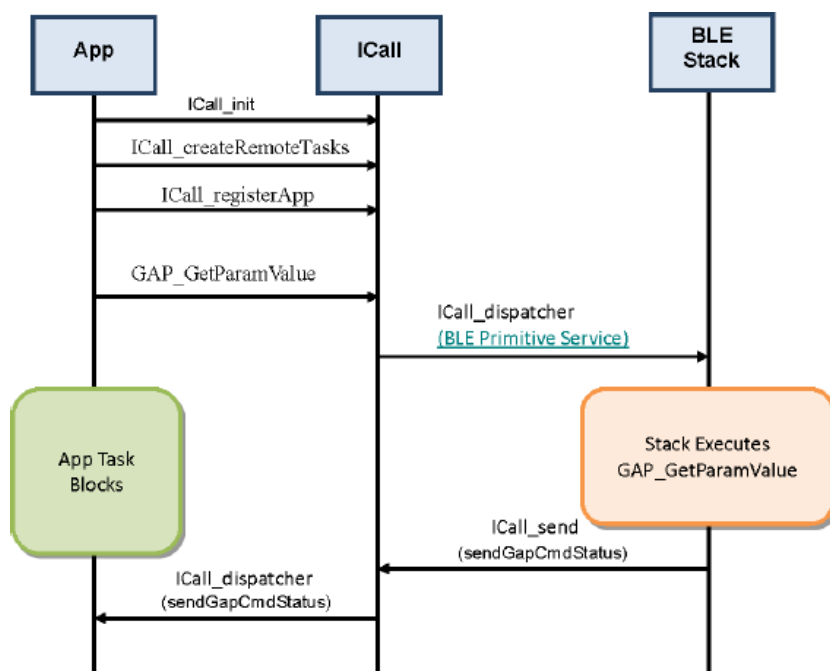 App
ICall
BLE
Stack
ICall_init
ICall_createRemoteTasks
ICall_registerApp
GAP_GetParamValue
ICall_dispatcher
(BLE Primitive Service)
App Task
Blocks
Stack Executes
GAP_GetParamValue
ICall_send
(sendGapCmdStatus)
ICall_dispatcher
(sendGapCmdStatus)